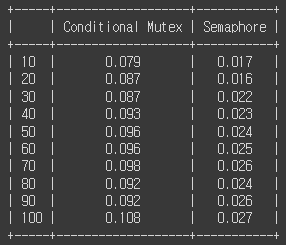 +-----+-------------------+-----------+
|     | Conditional Mutex | Semaphore |
+-----+-------------------+-----------+
| 10  |       0.079       |   0.017   |
| 20  |       0.087       |   0.016   |
| 30  |       0.087       |   0.022   |
| 40  |       0.093       |   0.023   |
| 50  |       0.096       |   0.024   |
| 60  |       0.096       |   0.025   |
| 70  |       0.098       |   0.026   |
| 80  |       0.092       |   0.024   |
| 90  |       0.092       |   0.026   |
| 100 |       0.108       |   0.027   |
+-----+-------------------+-----------+